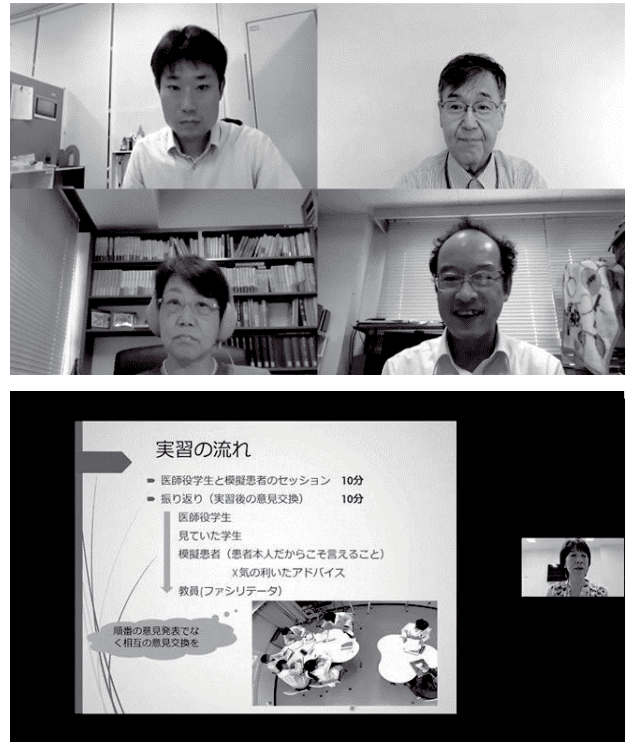 実習の流れ
医師役学生と模擬患者のセッション 10分
振り返り（実習後の意見交換） 10分
医師役学生
見ていた学生
模擬患者（患者本人だからこそ言えること）
X気の利いたアドバイス
教員(ファシリテータ)
順番の意見発表でな
く相互の意見交換を